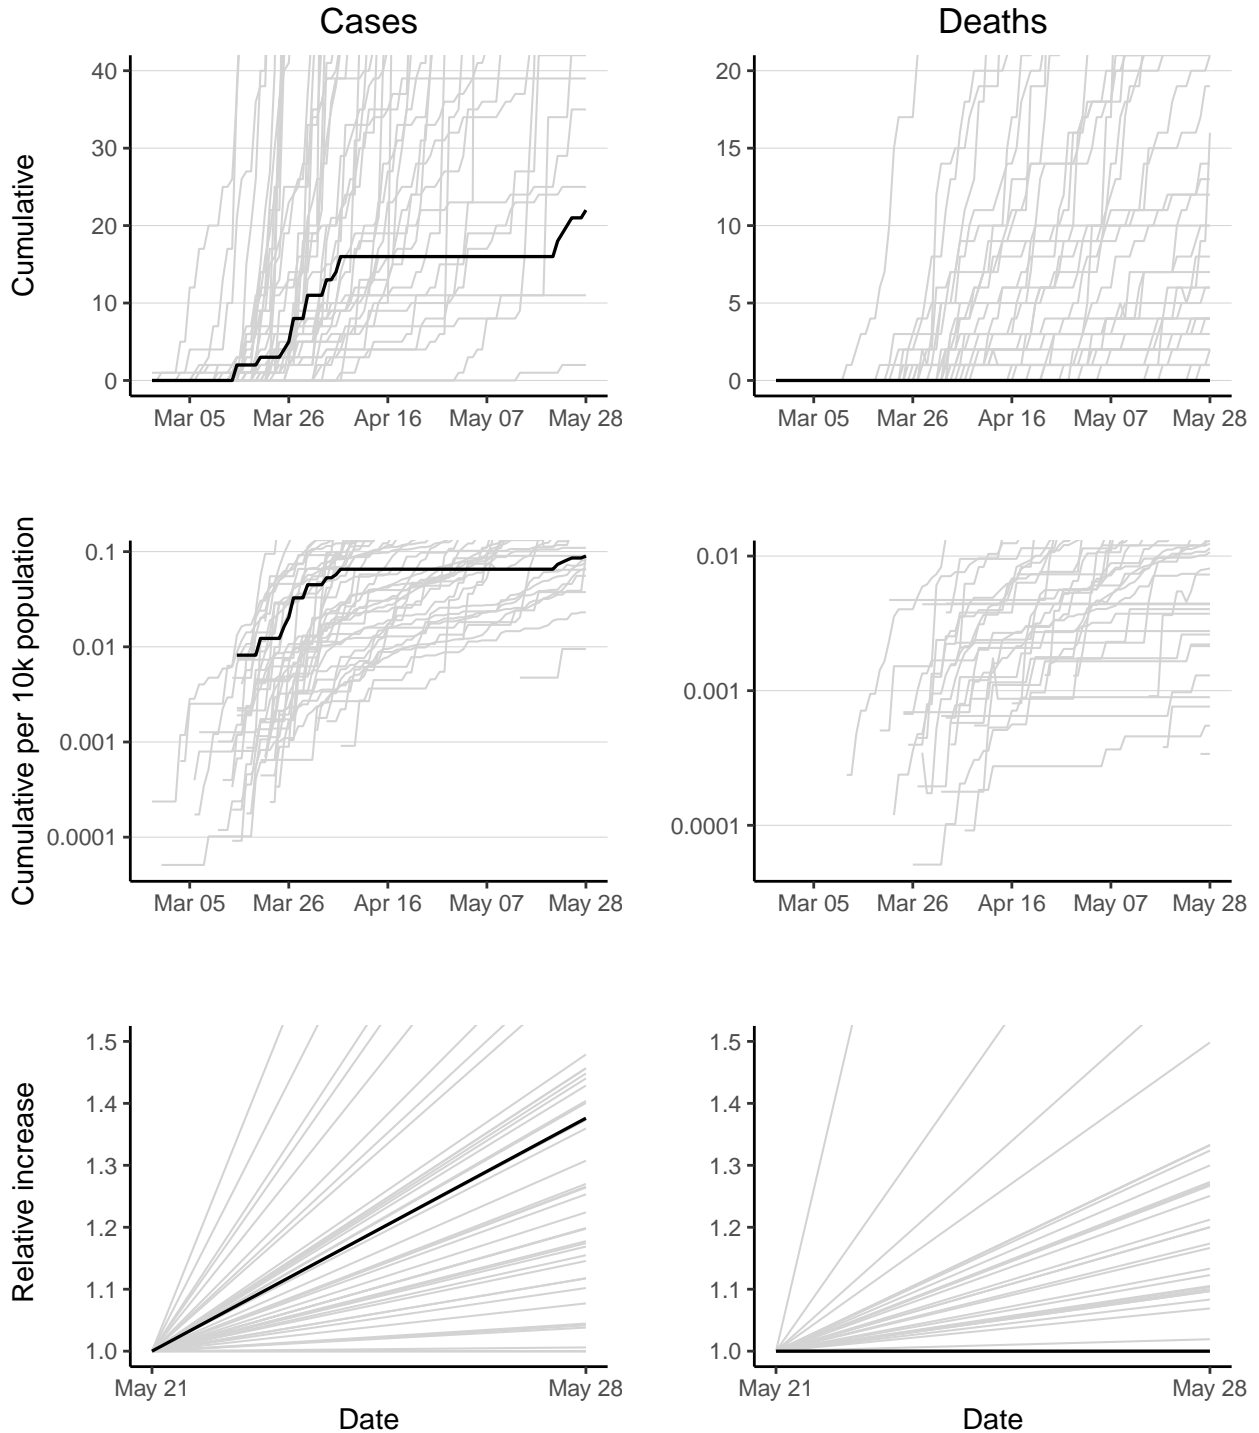 Cases
Deaths
Cumulative
40
30
20
10
0
Mar 05 Mar 26 Apr 16 May 07 May 28
20
15
10
5
0
Mar 05 Mar 26 Apr 16 May 07 May 28
Cumulative per 10k population
0.1
0.01
0.001
0.0001
Mar 05 Mar 26 Apr 16 May 07 May 28
0.01
0.001
0.0001
Mar 05 Mar 26 Apr 16 May 07 May 28
Relative increase
1.5
1.4
1.3
1.2
1.1
1.0
May 21 May 28
Date
1.5
1.4
1.3
1.2
1.1
1.0
May 21 May 28
Date